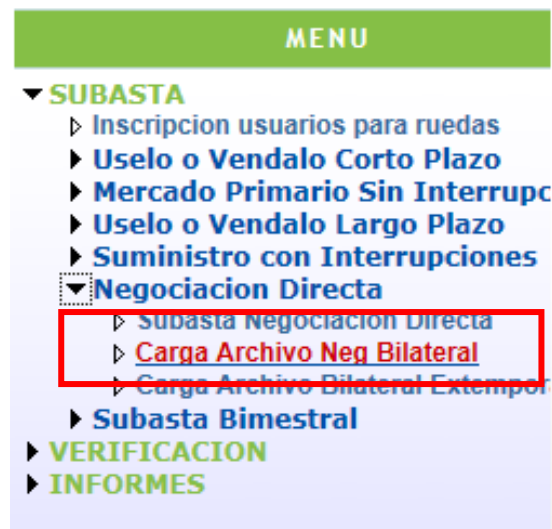 MENU
SUBASTA
Inscripcion usuarios para ruedas
Uselo o Vendalo Corto Plazo
Mercado Primario Sin Interrupc
Uselo o Vendalo Largo Plazo
Suministro con Interrupciones
Negociacion Directa
Subasta Negociacion Directa
Carga Archivo Neg Bilateral
Carga Archivo Bilateral Extempor
Subasta Bimestral
VERIFICACION
INFORMES